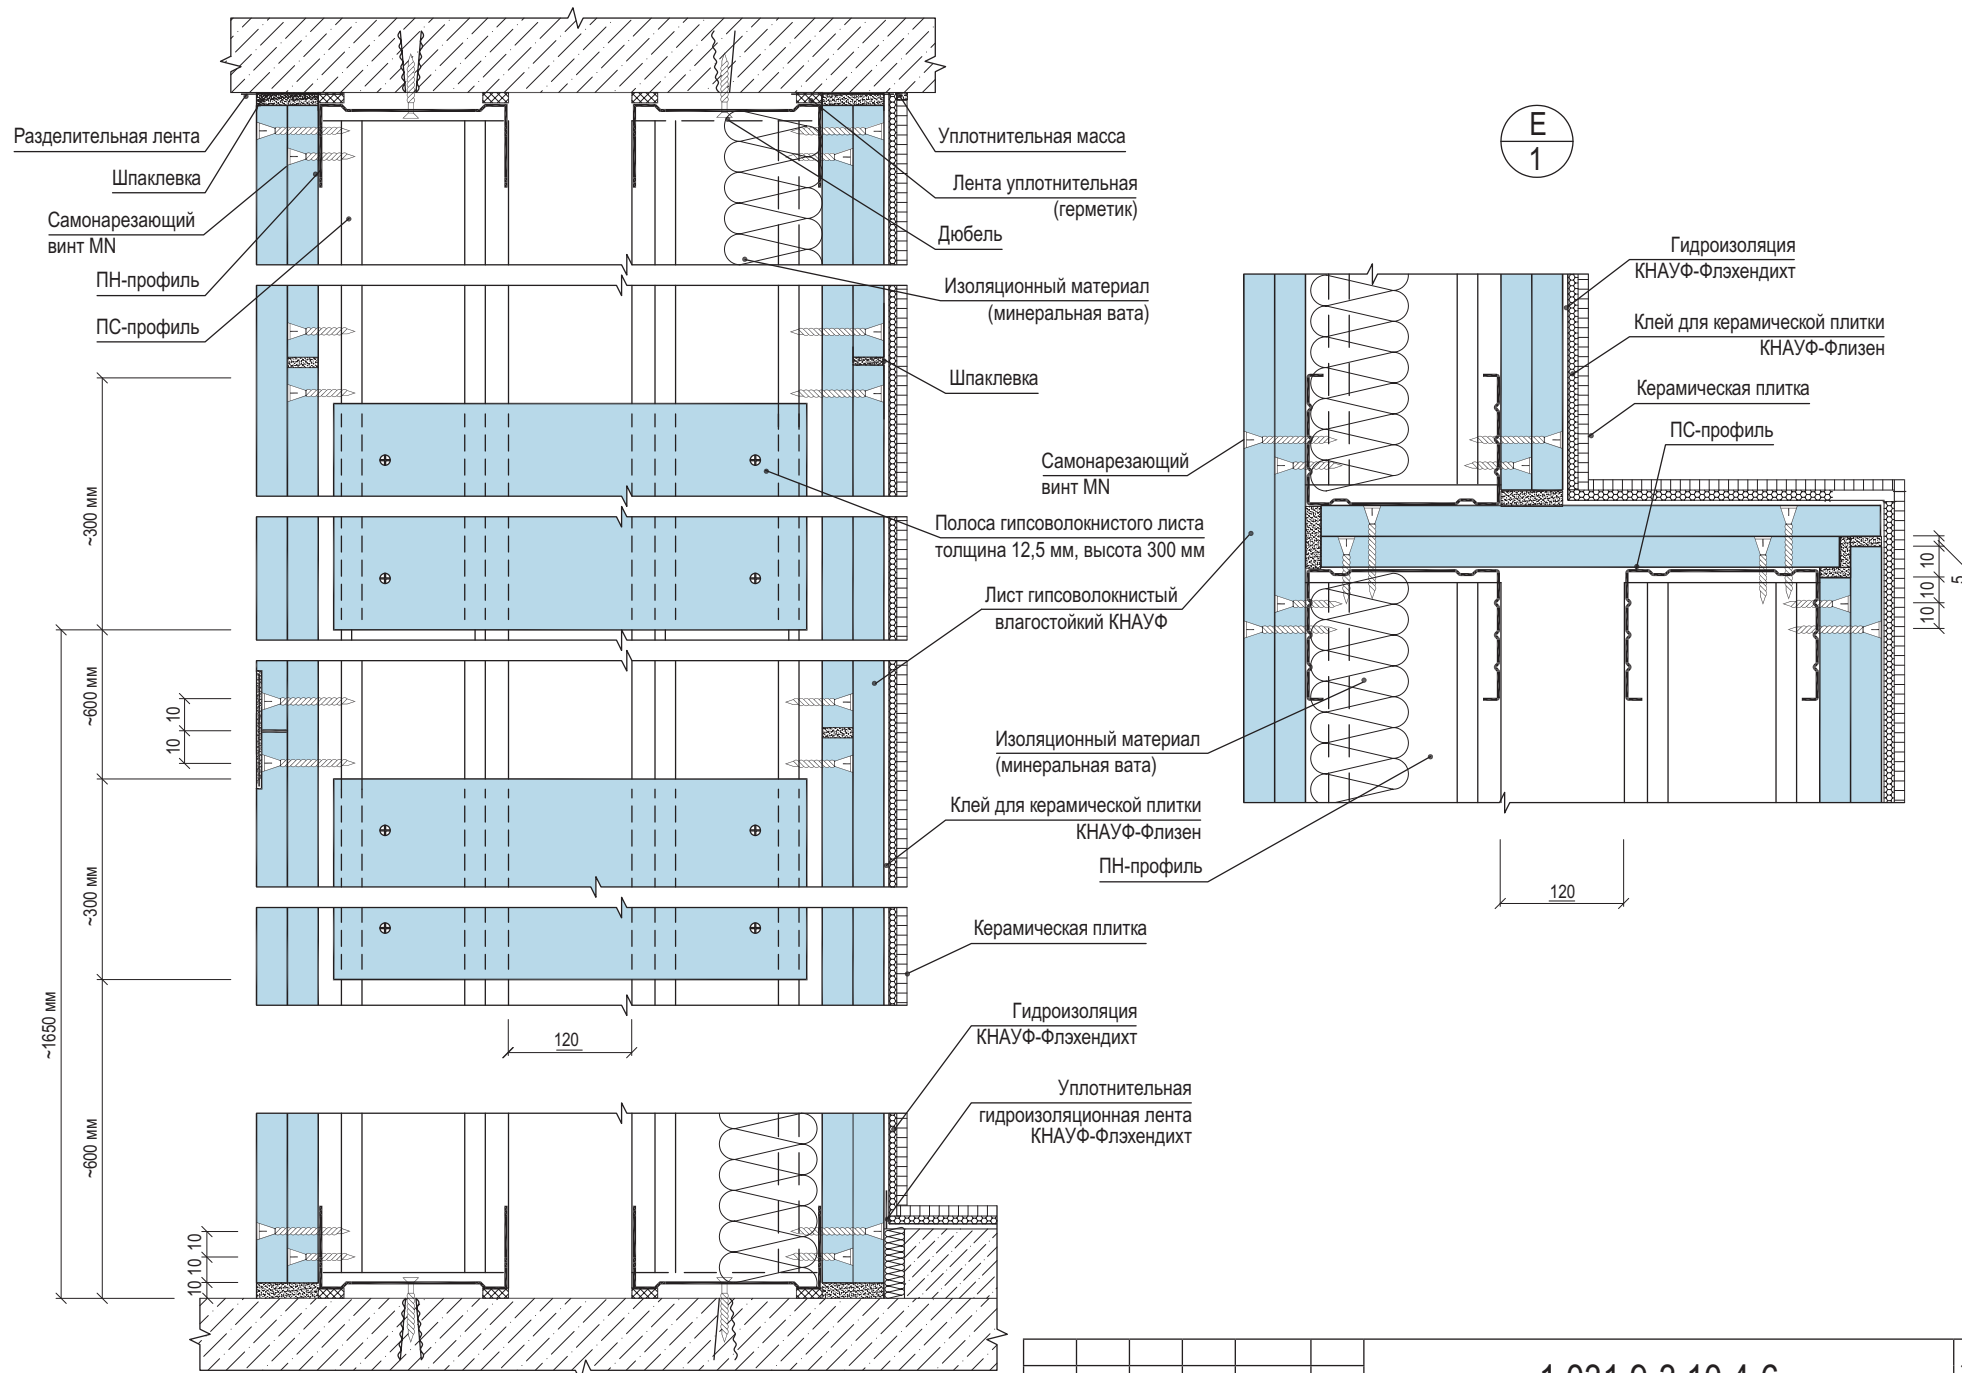 Разделительная лента
Шпаклевка
Самонарезающий
винт MN
ПН-профиль
ПС-профиль
~300 мм
~600 мм
10
10
~300 мм
~1650 мм
~600 мм
10
10
10
120
Уплотнительная масса
Лента уплотнительная
(герметик)
Дюбель
Изоляционный материал
(минеральная вата)
Шпаклевка
Самонарезающий
винт MN
Полоса гипсоволокнистого листа
толщина 12,5 мм, высота 300 мм
Лист гипсоволокнистый
влагостойкий КНАУФ
Изоляционный материал
(минеральная вата)
Клей для керамической плитки
КНАУФ-Флизен
ПН-профиль
Керамическая плитка
Гидроизоляция
КНАУФ-Флэхендихт
Уплотнительная
гидроизоляционная лента
КНАУФ-Флэхендихт
E
1
Гидроизоляция
КНАУФ-Флэхендихт
Клей для керамической плитки
КНАУФ-Флизен
Керамическая плитка
ПС-профиль
10
10
10
5
120